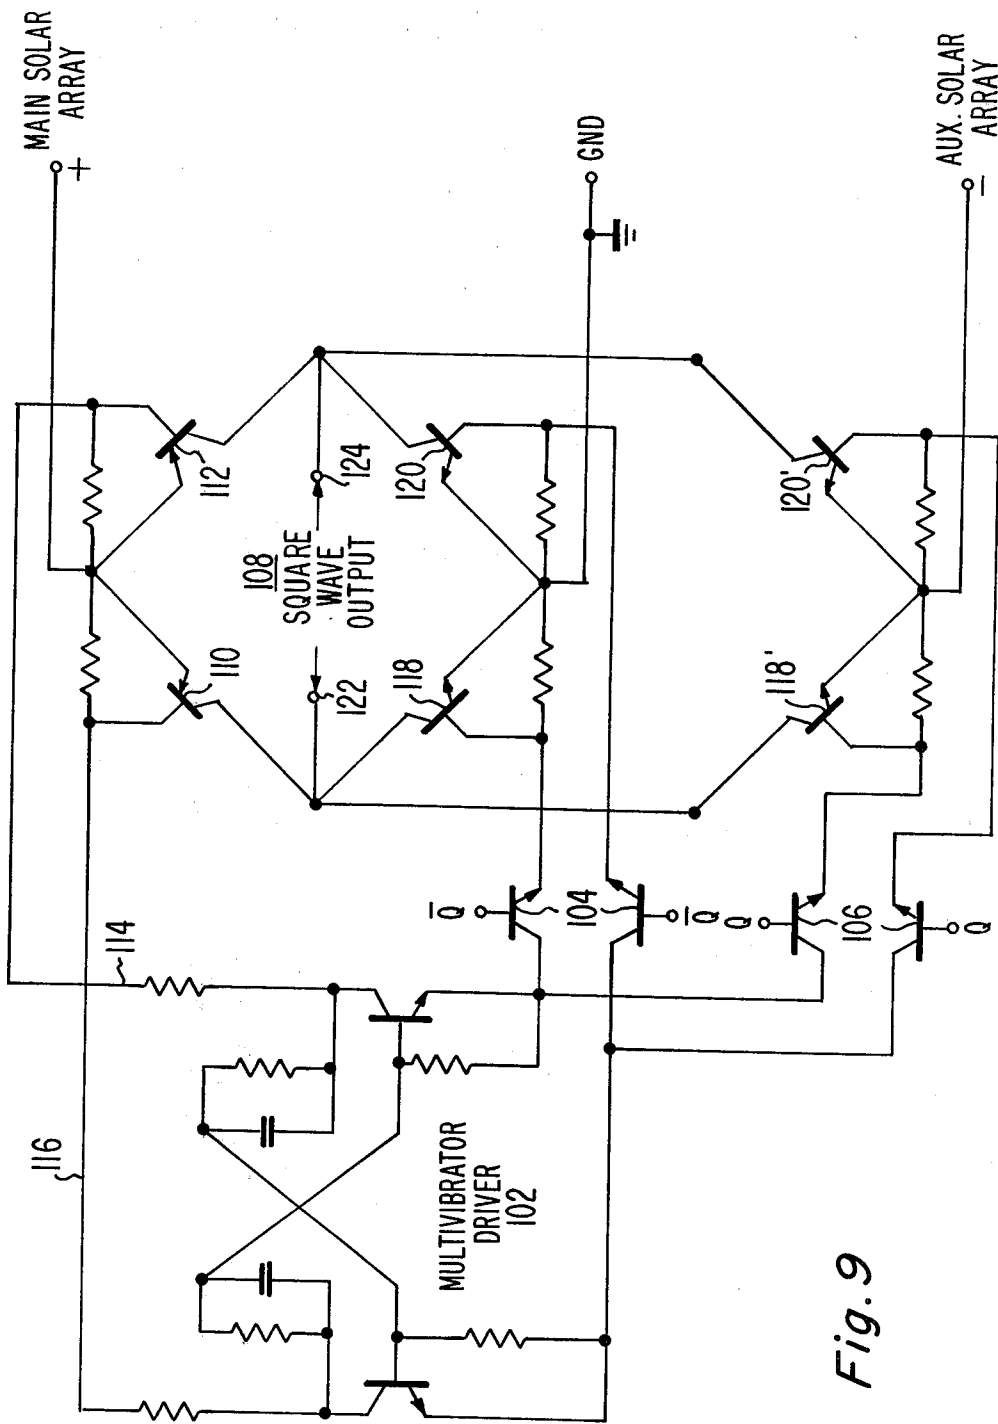 MAIN SOLAR
ARRAY
+
GND
AUX. SOLAR
ARRAY
−
112
124
120
120'
108
SQUARE
WAVE
OUTPUT
110
122
118
118'
114
Q̅
104
Q̅
Q
106
Q
116
MULTIVIBRATOR
DRIVER
102
Fig. 9